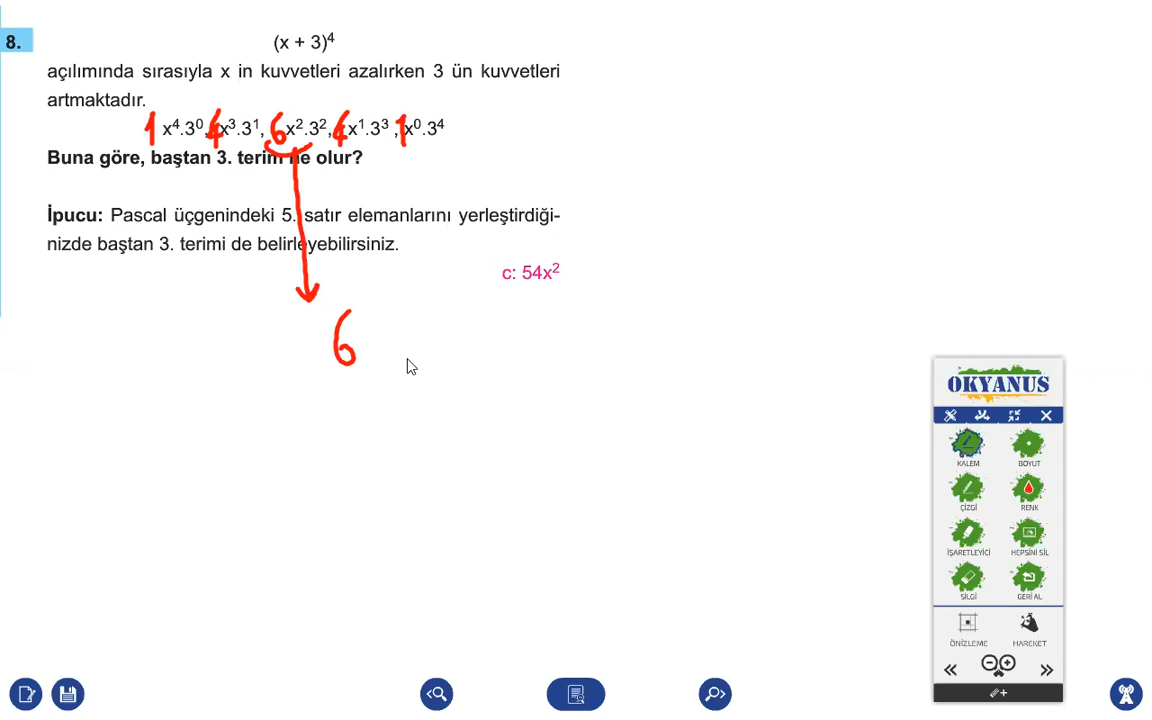 8.
(x + 3)⁴
açılımında sırasıyla x in kuvvetleri azalırken 3 ün kuvvetleri
artmaktadır.
1 x⁴.3⁰, 4 x³.3¹, 6 x².3², 4 x¹.3³, 1 x⁰.3⁴
Buna göre, baştan 3. terim ne olur?
İpucu: Pascal üçgenindeki 5. satır elemanlarını yerleştirdiği-
nizde baştan 3. terimi de belirleyebilirsiniz.
c: 54x²
6
OKYANUS
KALEM BOYUT
ÇİZGİ RENK
İŞARETLEYİCİ HEPSİNİ SİL
SİLGİ GERİ AL
ÖNİZLEME HAREKET